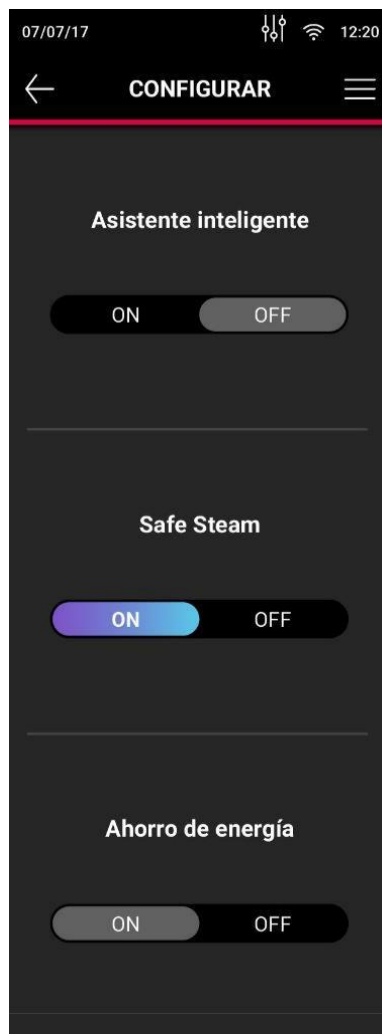 07/07/17 12:20
CONFIGURAR
Asistente inteligente
ON OFF
Safe Steam
ON OFF
Ahorro de energía
ON OFF